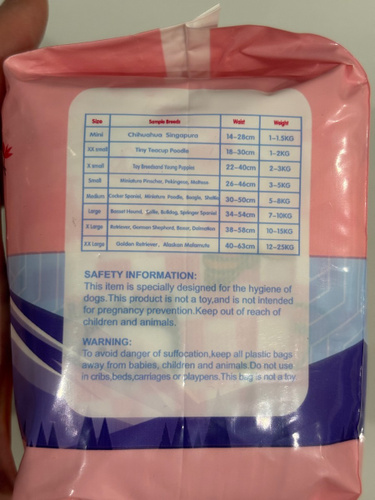 Size Sample Breeds Waist Weight
Mini Chihuahua Singapura 14-28cm 1-1.5KG
XX small Tiny Teacup Poodle 18-30cm 1-2KG
X small Toy Breedsand Young Puppies 22-40cm 2-3KG
Small Miniature Pinscher, Pekingese, Maltese 26-46cm 3-5KG
Medium Cocker Spaniel, Miniature Poodle, Beagle, Sheltie 30-50cm 5-8KG
Large Basset Hound, Bulldog, Springer Spaniel 34-54cm 7-10KG
X Large Retriever, German Shepherd, Boxer, Dalmatian 38-58cm 10-15KG
XX Large Golden Retriever , Alaskan Malamute 40-63cm 12-25KG
SAFETY INFORMATION:
This item is specially designed for the hygiene of
dogs.This product is not a toy,and is not intended
for pregnancy prevention.Keep out of reach of
children and animals.
WARNING:
To avoid danger of suffocation,keep all plastic bags
away from babies, children and animals.Do not use
in cribs,beds,carriages or playpens.This bag is not a toy.